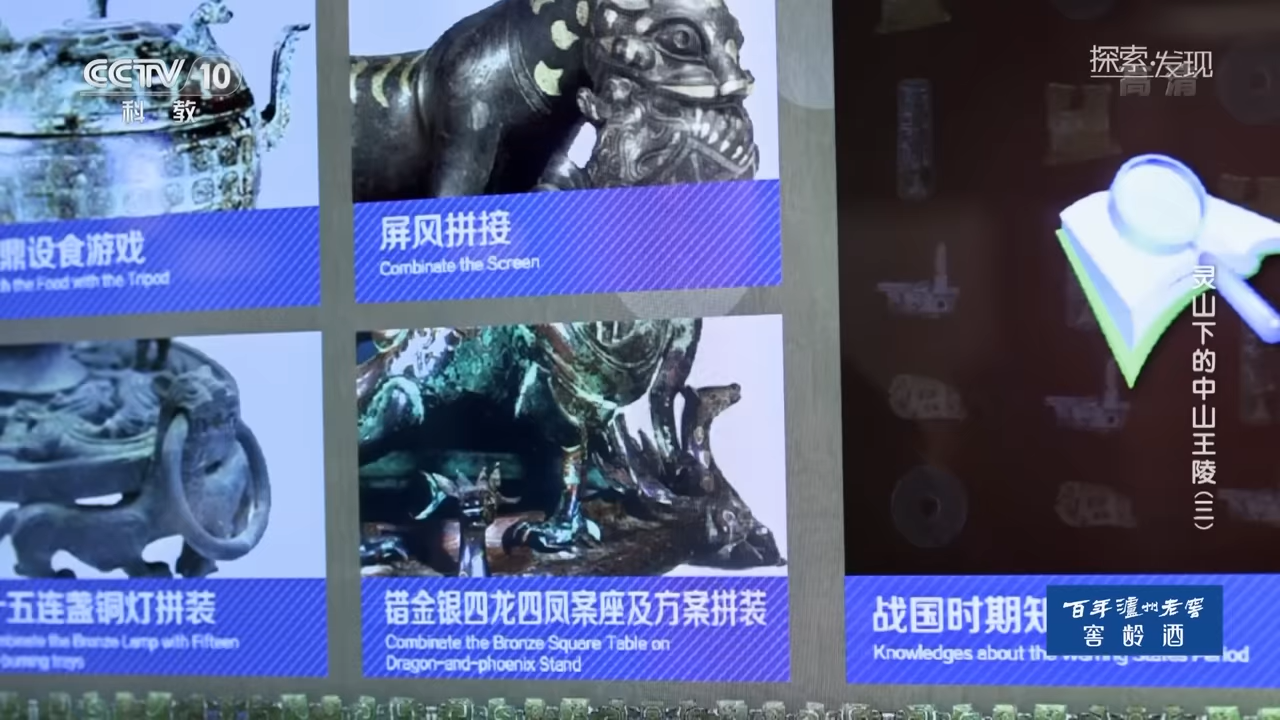 CCTV 10
科教
探索·发现
高清
鼎设食游戏
the Food with the Tripod
屏风拼接
Combinate the Screen
灵山下的中山王陵(三)
十五连盏铜灯拼装
Combinate the Bronze Lamp with Fifteen
burning trays
错金银四龙四凤案座及方案拼装
Combinate the Bronze Square Table on
Dragon-and-phoenix Stand
战国时期知
Knowledges about the Warring States Period
百年泸州老窖
窖龄酒